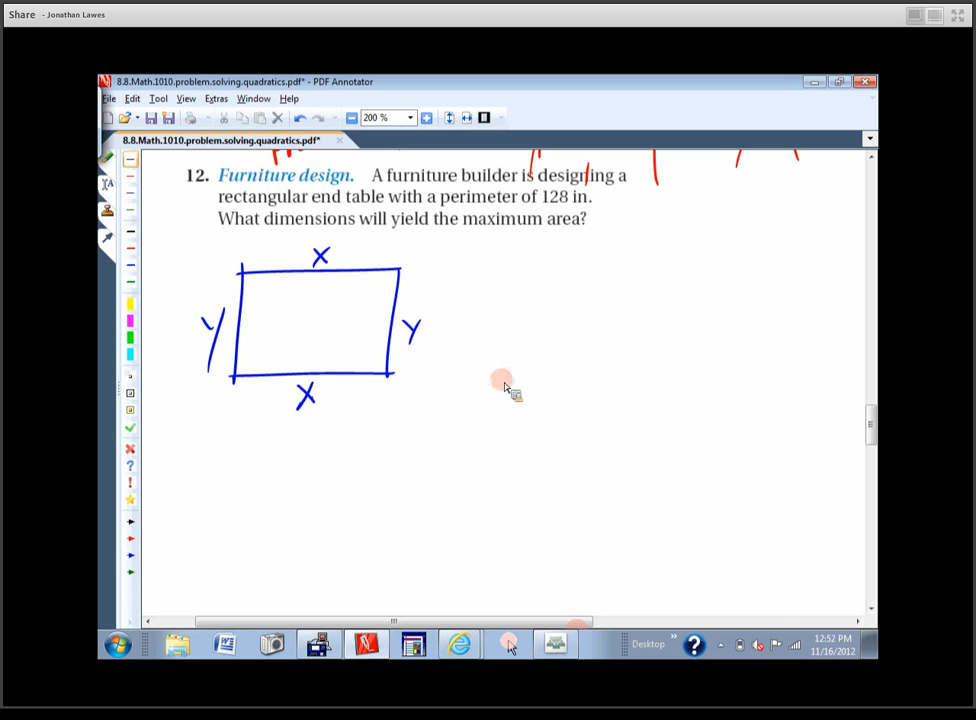 Share - Jonathan Lawes
8.8.Math.1010.problem.solving.quadratics.pdf* - PDF Annotator
File Edit Tool View Extras Window Help
200 %
8.8.Math.1010.problem.solving.quadratics.pdf*
12. Furniture design. A furniture builder is designing a
rectangular end table with a perimeter of 128 in.
What dimensions will yield the maximum area?
x
y
y
x
Desktop
12:52 PM
11/16/2012